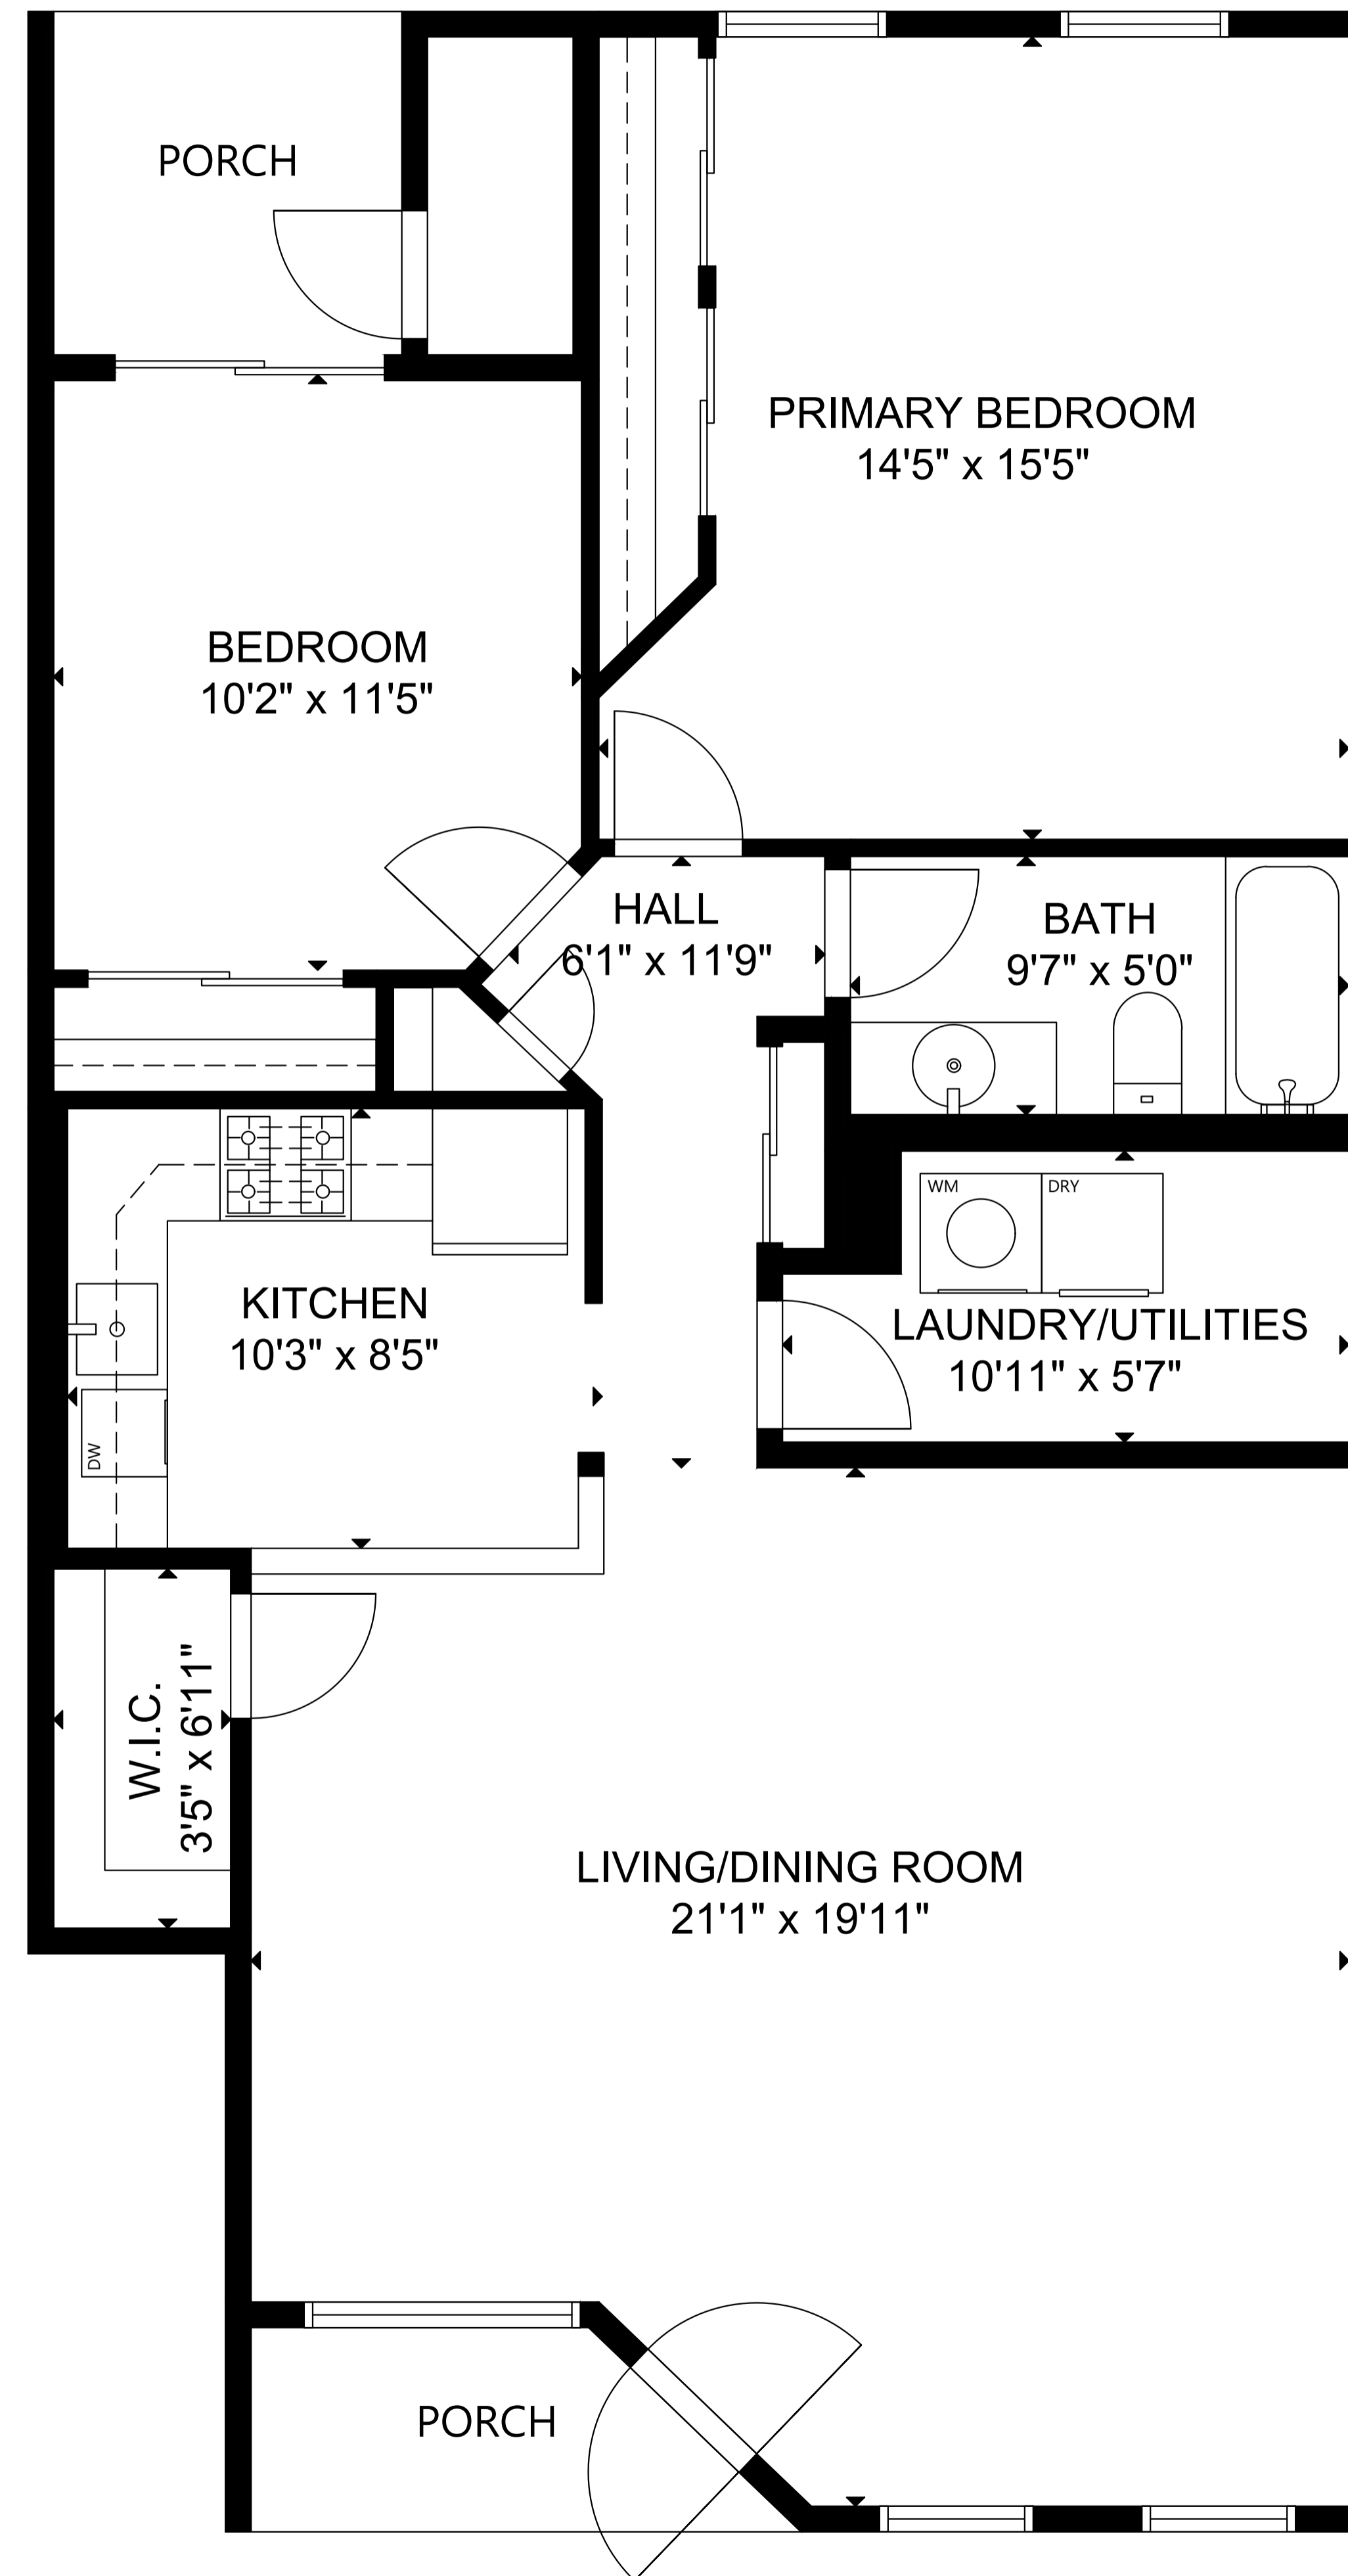 PORCH
PRIMARY BEDROOM
14'5" x 15'5"
BEDROOM
10'2" x 11'5"
HALL
6'1" x 11'9"
BATH
9'7" x 5'0"
WM
DRY
KITCHEN
10'3" x 8'5"
LAUNDRY/UTILITIES
10'11" x 5'7"
DW
W.I.C.
3'5" x 6'11"
LIVING/DINING ROOM
21'1" x 19'11"
PORCH